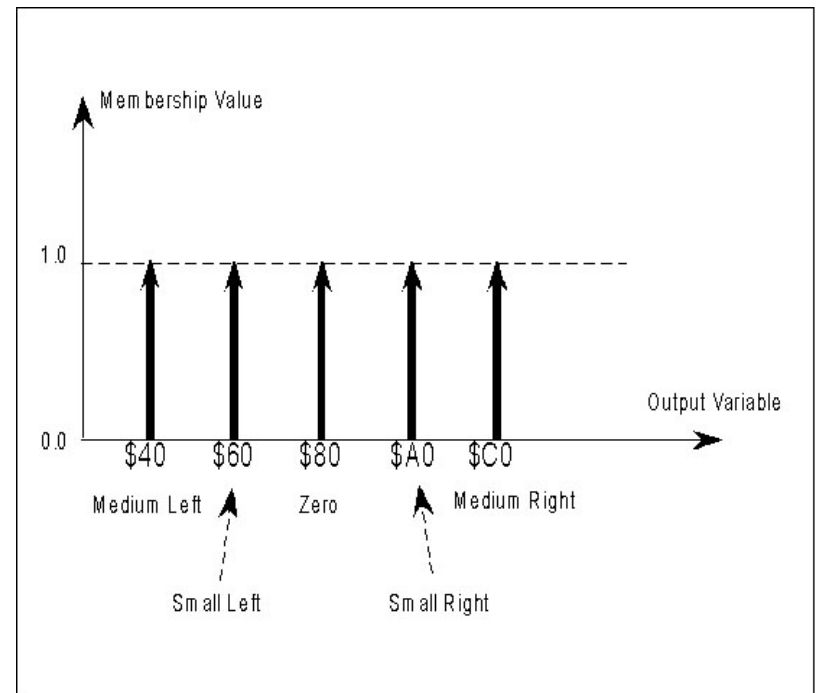 Membership Value
1.0
Output Variable
0.0
$40 $60 $80 $A0 $C0
Medium Left Zero Medium Right
Small Left Small Right